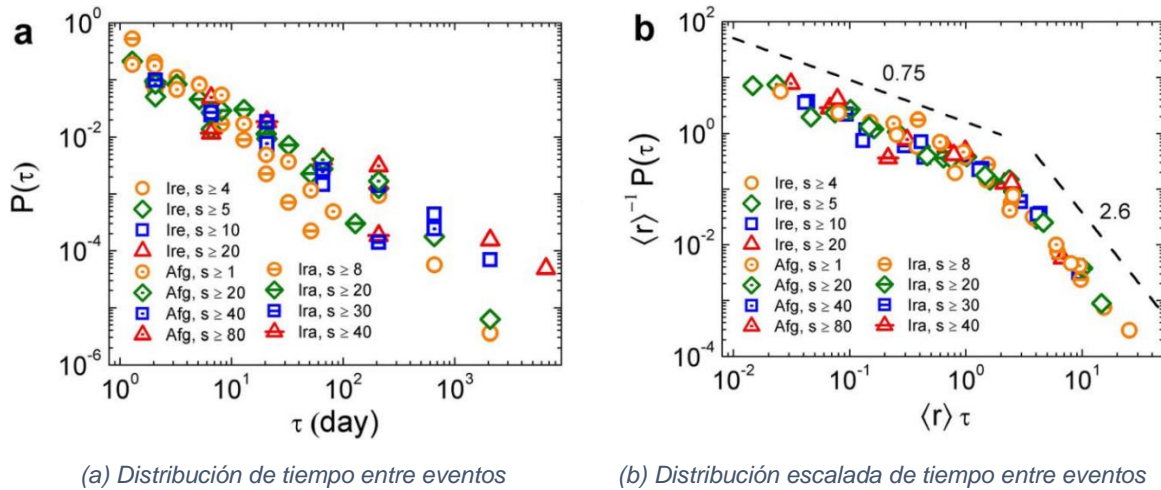 a
10^0
10^-2
10^-4
10^-6
P(τ)
Ire, s ≥ 4
Ire, s ≥ 5
Ire, s ≥ 10
Ire, s ≥ 20
Afg, s ≥ 1
Afg, s ≥ 20
Afg, s ≥ 40
Afg, s ≥ 80
Ira, s ≥ 8
Ira, s ≥ 20
Ira, s ≥ 30
Ira, s ≥ 40
10^0 10^1 10^2 10^3
τ (day)
(a) Distribución de tiempo entre eventos
b
10^2
10^0
10^-2
10^-4
⟨r⟩^-1 P(τ)
0.75
2.6
Ire, s ≥ 4
Ire, s ≥ 5
Ire, s ≥ 10
Ire, s ≥ 20
Afg, s ≥ 1
Afg, s ≥ 20
Afg, s ≥ 40
Afg, s ≥ 80
Ira, s ≥ 8
Ira, s ≥ 20
Ira, s ≥ 30
Ira, s ≥ 40
10^-2 10^-1 10^0 10^1
⟨r⟩ τ
(b) Distribución escalada de tiempo entre eventos